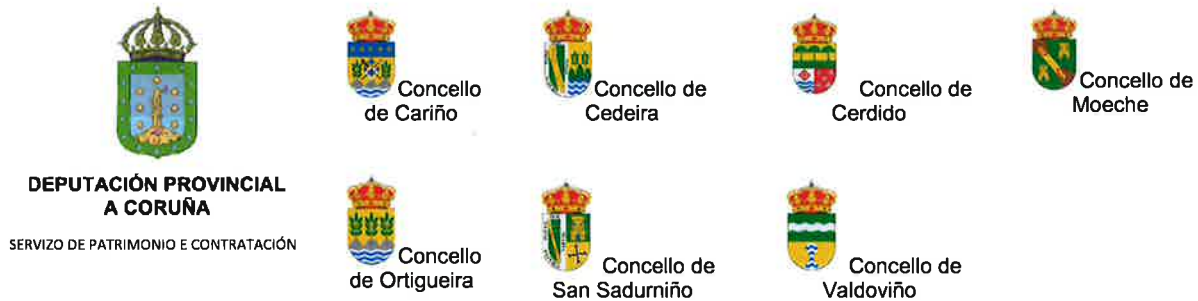 DEPUTACIÓN PROVINCIAL
A CORUÑA
SERVIZO DE PATRIMONIO E CONTRATACIÓN
Concello
de Cariño
Concello de
Cedeira
Concello de
Cerdido
Concello de
Moeche
Concello
de Ortigueira
Concello de
San Sadurniño
Concello de
Valdoviño